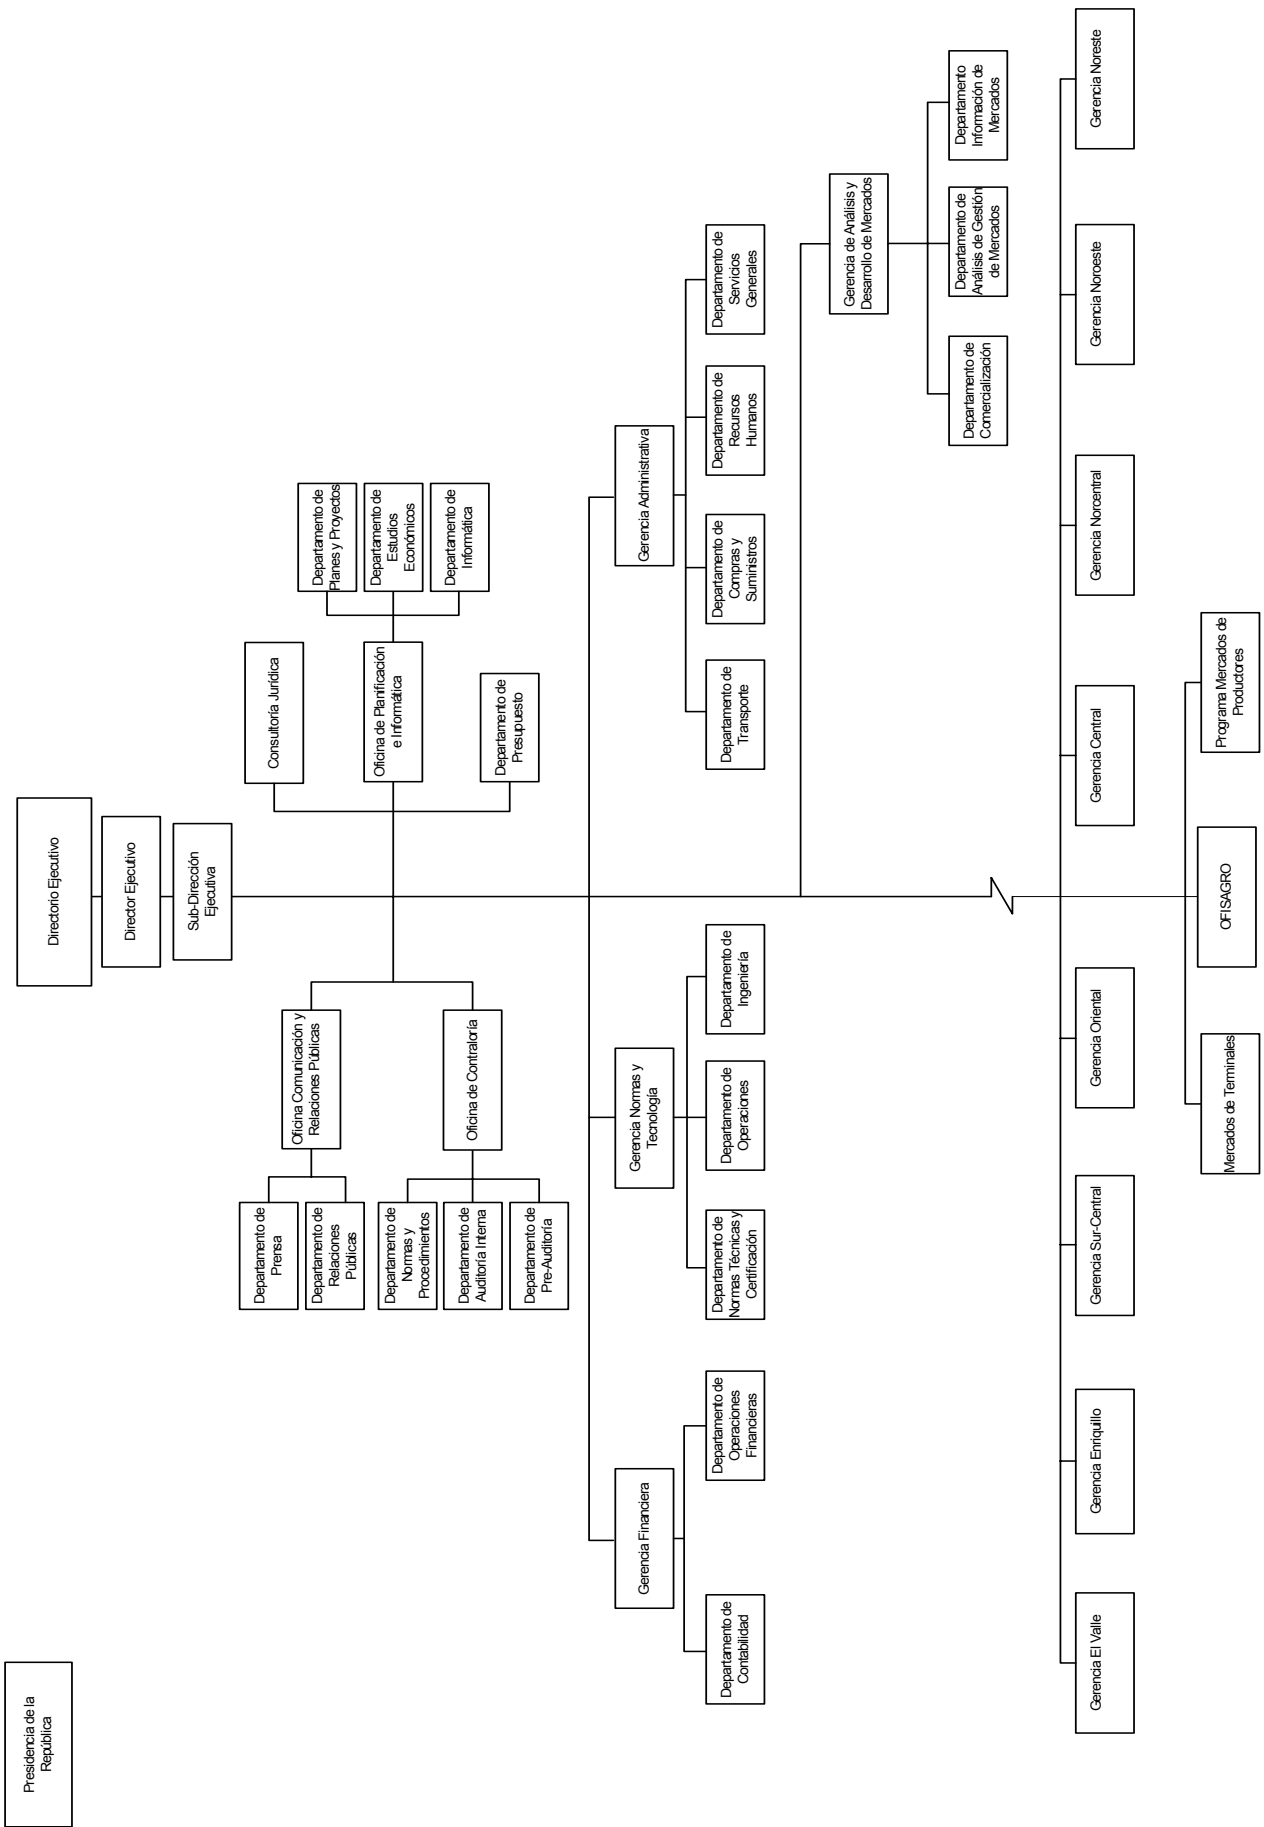 Presidencia de la
República
Directorio Ejecutivo
Director Ejecutivo
Sub-Dirección
Ejecutiva
Departamento de
Prensa
Departamento de
Relaciones
Públicas
Oficina Comunicación y
Relaciones Públicas
Consultoría Jurídica
Departamento de
Normas y
Procedimientos
Departamento de
Auditoría Interna
Departamento de
Pre-Auditoría
Oficina de Contraloría
Oficina de Planificación
e Informática
Departamento de
Presupuesto
Departamento de
Planes y Proyectos
Departamento de
Estudios
Económicos
Departamento de
Informática
Gerencia Financiera
Gerencia Normas y
Tecnología
Gerencia Administrativa
Departamento de
Contabilidad
Departamento de
Operaciones
Financieras
Departamento de
Normas Técnicas y
Certificación
Departamento de
Operaciones
Departamento de
Ingeniería
Departamento de
Transporte
Departamento de
Compras y
Suministros
Departamento de
Recursos
Humanos
Departamento de
Servicios
Generales
Gerencia de Análisis y
Desarrollo de Mercados
Departamento de
Comercialización
Departamento de
Análisis de Gestión
de Mercados
Departamento
Información de
Mercados
Gerencia El Valle
Gerencia Enriquillo
Gerencia Sur-Central
Gerencia Oriental
Gerencia Central
Gerencia Norcentral
Gerencia Noroeste
Gerencia Noreste
Mercados de Terminales
OFISAGRO
Programa Mercados de
Productores